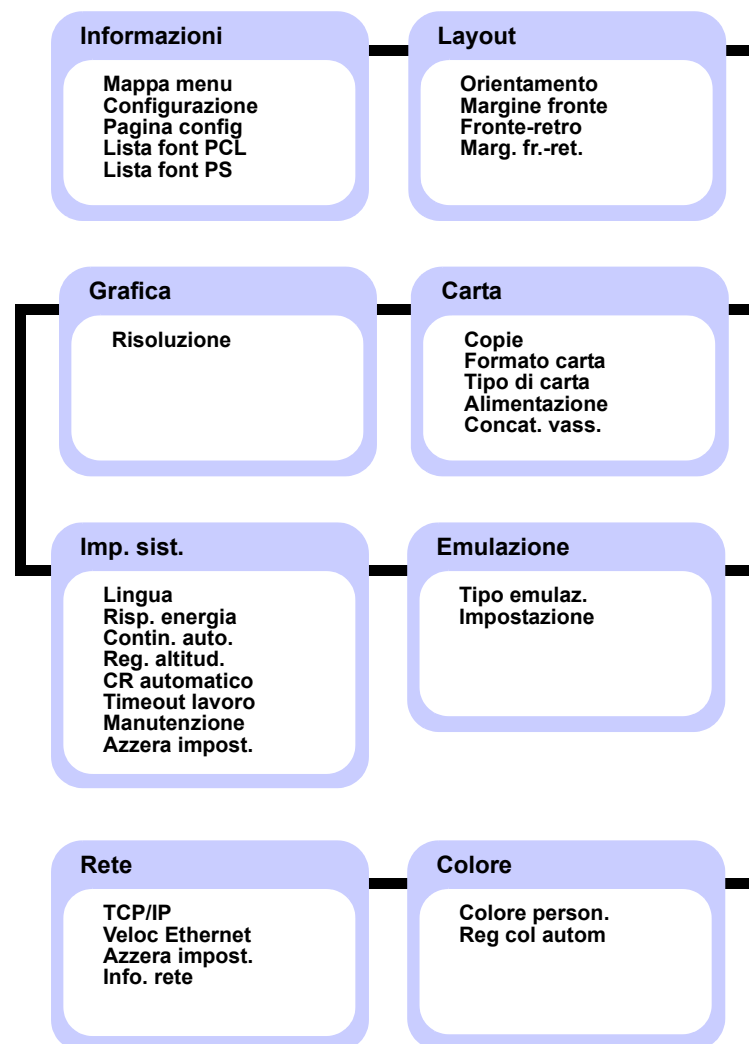 Informazioni
Mappa menu
Configurazione
Pagina config
Lista font PCL
Lista font PS
Layout
Orientamento
Margine fronte
Fronte-retro
Marg. fr.-ret.
Grafica
Risoluzione
Carta
Copie
Formato carta
Tipo di carta
Alimentazione
Concat. vass.
Imp. sist.
Lingua
Risp. energia
Contin. auto.
Reg. altitud.
CR automatico
Timeout lavoro
Manutenzione
Azzera impost.
Emulazione
Tipo emulaz.
Impostazione
Rete
TCP/IP
Veloc Ethernet
Azzera impost.
Info. rete
Colore
Colore person.
Reg col autom